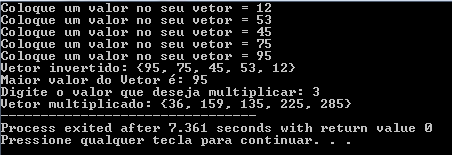 Coloque um valor no seu vetor = 12
Coloque um valor no seu vetor = 53
Coloque um valor no seu vetor = 45
Coloque um valor no seu vetor = 75
Coloque um valor no seu vetor = 95
Vetor invertido: {95, 75, 45, 53, 12}
Maior valor do Vetor é: 95
Digite o valor que deseja multiplicar: 3
Vetor multiplicado: {36, 159, 135, 225, 285}
--------------------------------
Process exited after 7.361 seconds with return value 0
Pressione qualquer tecla para continuar. . .